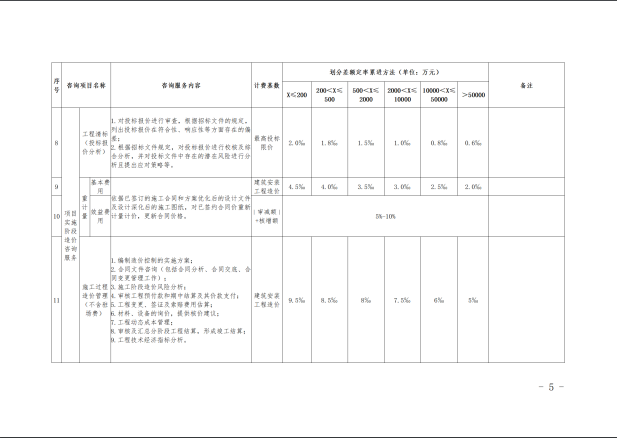 序号
咨询项目名称
咨询服务内容
计费基数
划分差额定率累进方法（单位：万元）
备注
X≤200
200＜X≤500
500＜X≤2000
2000＜X≤10000
10000＜X≤50000
>50000
项目实施阶段造价咨询服务
8
工程清标（投标报价分析）
1.对投标报价进行审查，根据招标文件的规定，
列出投标报价在符合性、响应性等方面存在的偏
差；
2.根据招标文件规定，对投标报价进行校核及综
合分析，并对投标文件中存在的潜在风险进行分
析且提出应对策略等。
最高投标限价
2.0‰
1.8‰
1.5‰
1.0‰
0.8‰
0.6‰
9
重计量
基本费用
依据已签订的施工合同和方案优化后的设计文件
及设计深化后的施工图纸，对已签约合同价重新
计量计价，更新合同价格。
建筑安装工程造价
4.5‰
4.0‰
3.5‰
3.0‰
2.5‰
2.0‰
10
效益费用
|审减额|+核增额
5%-10%
11
施工过程造价管理（不含驻场费）
1.编制造价控制的实施方案；
2.合同文件咨询（包括合同分析、合同交底、合
同变更管理工作）；
3.施工阶段造价风险分析；
4.审核工程预付款和期中结算及其价款支付；
5.工程变更、签证及索赔费用估算；
6.材料、设备的询价，提供核价建议；
7.工程动态成本管理；
8.审核及汇总分阶段工程结算，形成竣工结算；
9.工程技术经济指标分析。
建筑安装工程造价
9.5‰
8.5‰
8‰
7.5‰
6‰
5‰
- 5 -